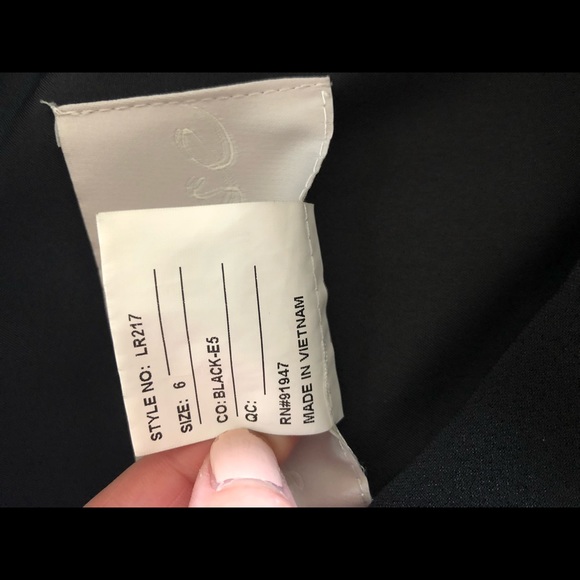 STYLE NO: LR217
SIZE: 6
CO: BLACK-E5
QC:
RN#91947
MADE IN VIETNAM